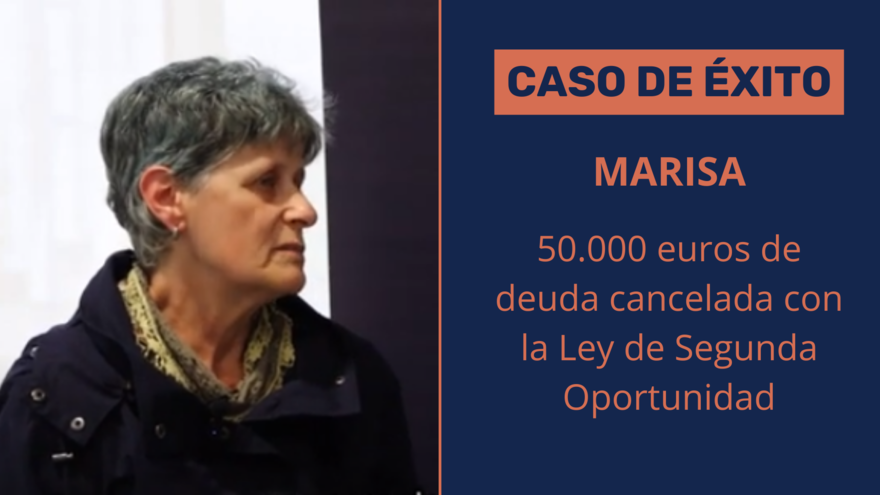 CASO DE ÉXITO
MARISA
50.000 euros de
deuda cancelada con
la Ley de Segunda
Oportunidad